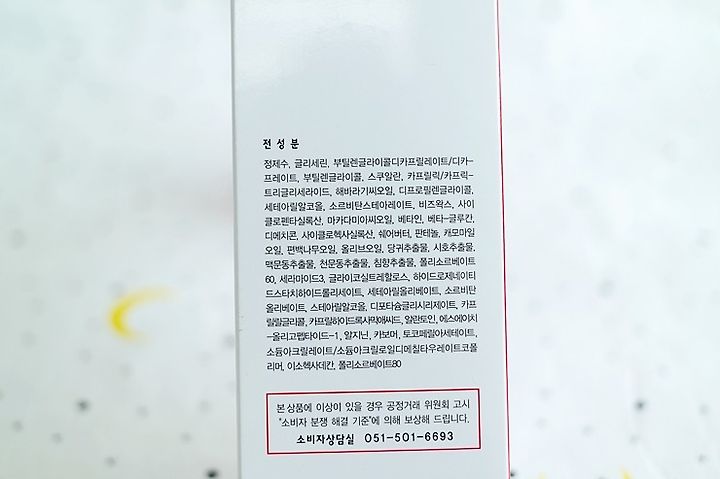 전성분
정제수, 글리세린, 부틸렌글라이콜디카프릴레이트/디카-
프레이트, 부틸렌글라이콜, 스쿠알란, 카프릴릭/카프릭-
트리글리세라이드, 해바라기씨오일, 디프로필렌글라이콜,
세테아릴알코올, 소르비탄스테아레이트, 비즈왁스, 사이
클로펜타실록산, 마카다미아씨오일, 베타인, 베타-글루칸,
디메치콘, 사이클로헥사실록산, 쉐어버터, 판테놀, 캐모마일
오일, 편백나무오일, 올리브오일, 당귀추출물, 시호추출물,
맥문동추출물, 천문동추출물, 침향추출물, 폴리소르베이트
60, 세라마이드3, 글라이코실트레할로스, 하이드로제네이티
드스타치하이드롤리세이트, 세테아릴올리베이트, 소르비탄
올리베이트, 스테아릴알코올, 디포타슘글리시리제이트, 카프
릴릴글리콜, 카프릴하이드록사믹애씨드, 알란토인, 에스에이치
-올리고펩타이드-1, 알지닌, 카보머, 토코페릴아세테이트,
소듐아크릴레이트/소듐아크릴로일디메칠타우레이트코폴
리머, 이소헥사데칸, 폴리소르베이트80
본 상품에 이상이 있을 경우 공정거래 위원회 고시
"소비자 분쟁 해결 기준"에 의해 보상해 드립니다.
소비자상담실 051-501-6693